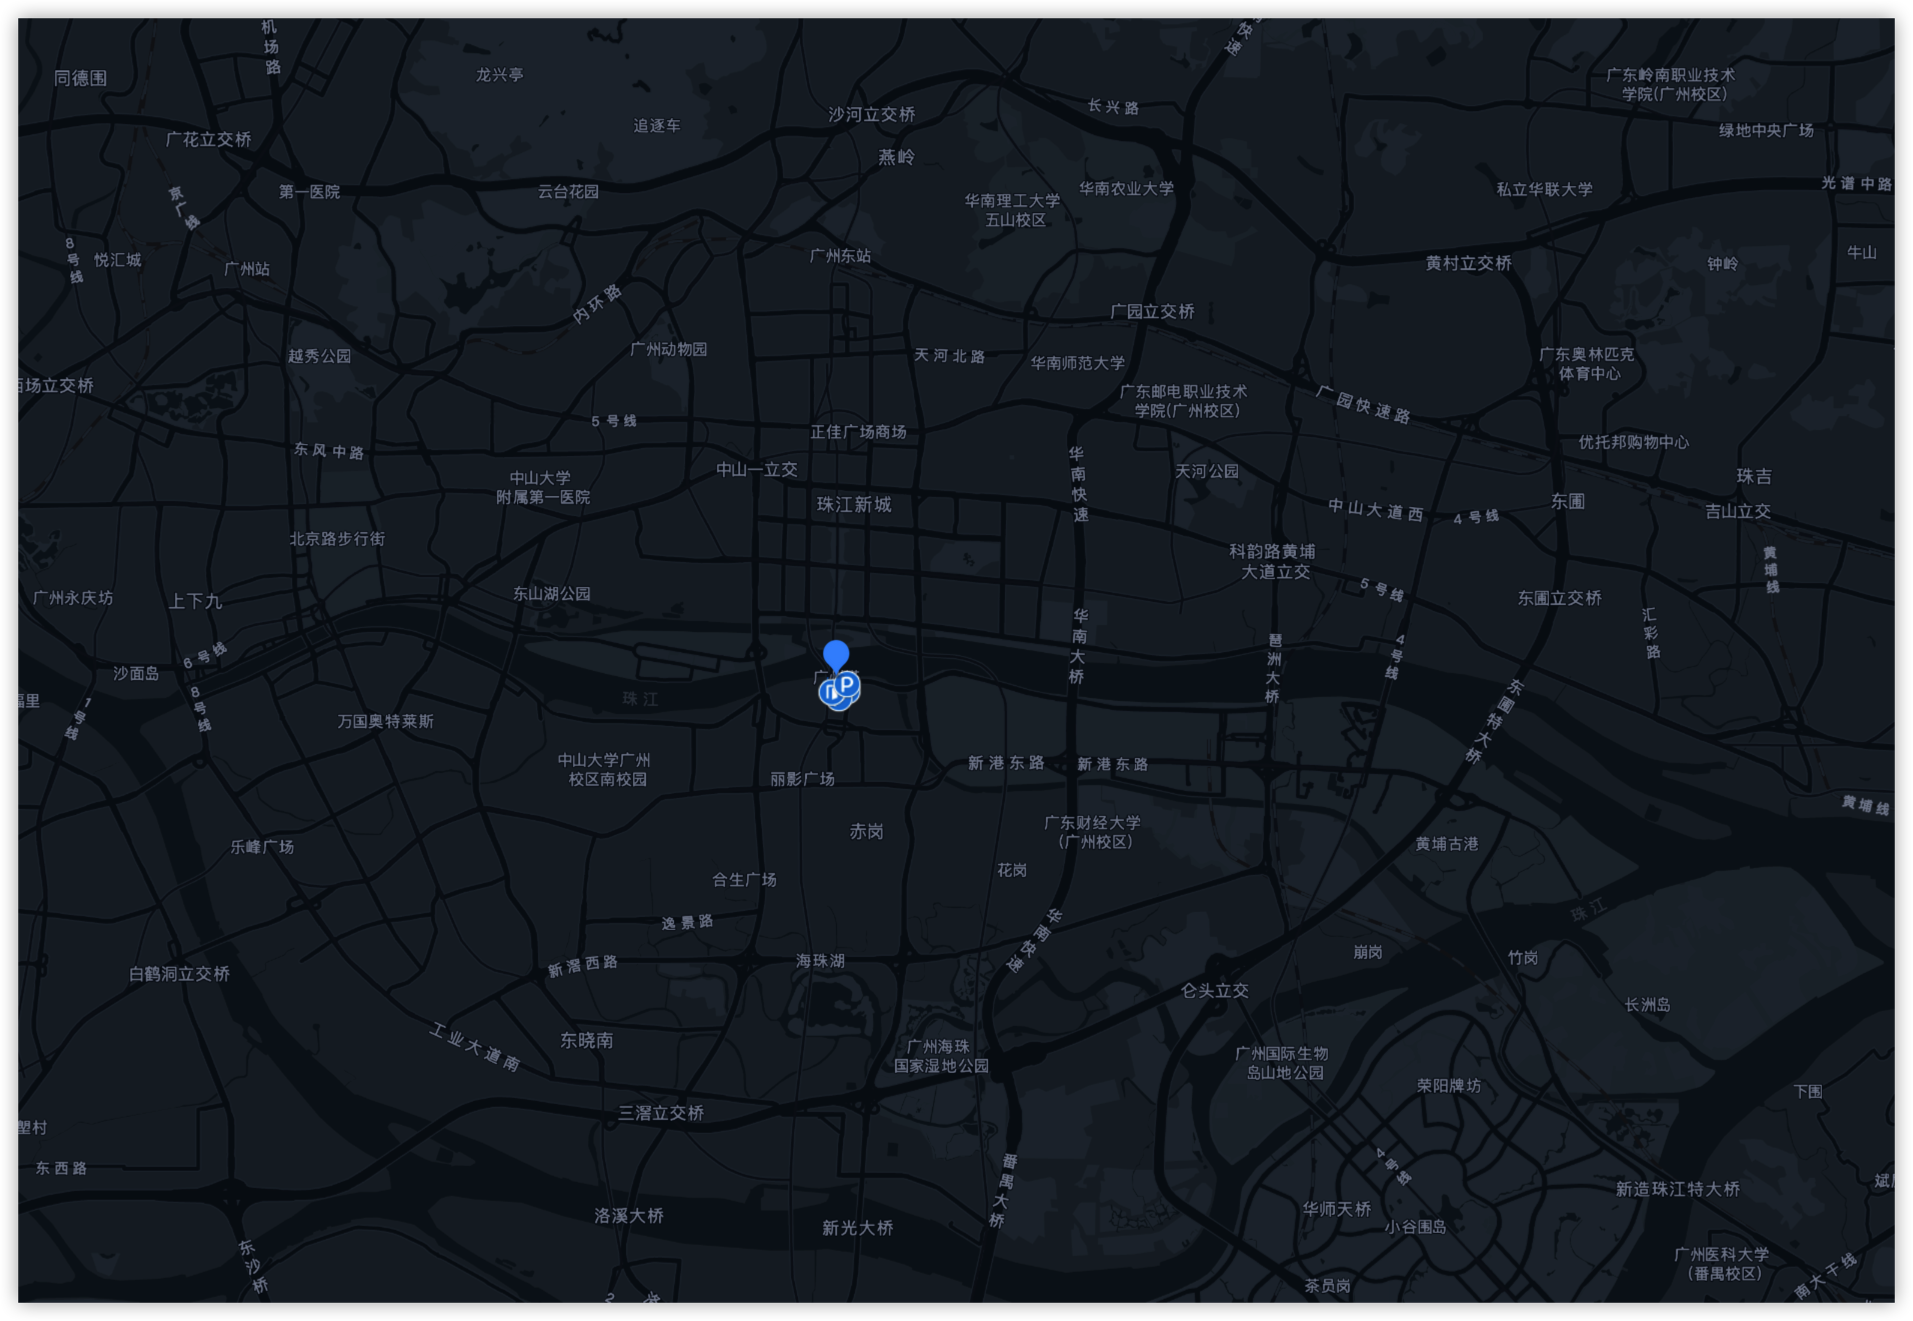 机场路
快速
同德围
龙兴亭
广东岭南职业技术
学院(广州校区)
沙河立交桥
长兴路
追逐车
绿地中央广场
广花立交桥
燕岭
第一医院
云台花园
华南理工大学
五山校区
华南农业大学
私立华联大学
光谱中路
京广线
8号线
悦汇城
广州站
广州东站
黄村立交桥
钟岭
牛山
内环路
广园立交桥
越秀公园
广州动物园
天河北路
华南师范大学
广东奥林匹克
体育中心
西场立交桥
广东邮电职业技术
学院(广州校区)
广园快速路
5号线
正佳广场商场
东风中路
中山一立交
华南快速
天河公园
优托邦购物中心
中山大学
附属第一医院
珠吉
珠江新城
中山大道西
4号线
东圃
吉山立交
北京路步行街
科韵路黄埔
大道立交
黄埔线
5号线
广州永庆坊
上下九
东山湖公园
东圃立交桥
汇彩路
华南大桥
琶洲大桥
4号线
6号线
沙面岛
8号线
1号线
福里
广
P
珠江
东圃特大桥
万国奥特莱斯
中山大学广州
校区南校园
丽影广场
新港东路
新港东路
黄埔线
赤岗
广东财经大学
(广州校区)
乐峰广场
黄埔古港
花岗
合生广场
逸景路
华南快速
珠江
白鹤洞立交桥
新滘西路
海珠湖
崩岗
竹岗
仑头立交
长洲岛
工业大道南
东晓南
广州海珠
国家湿地公园
广州国际生物
岛山地公园
荣阳牌坊
下围
三滘立交桥
塱村
东西路
番禺大桥
4号线
新造珠江特大桥
洛溪大桥
新光大桥
华师天桥
小谷围岛
东沙桥
广州医科大学
(番禺校区)
南大干线
茶员岗
2